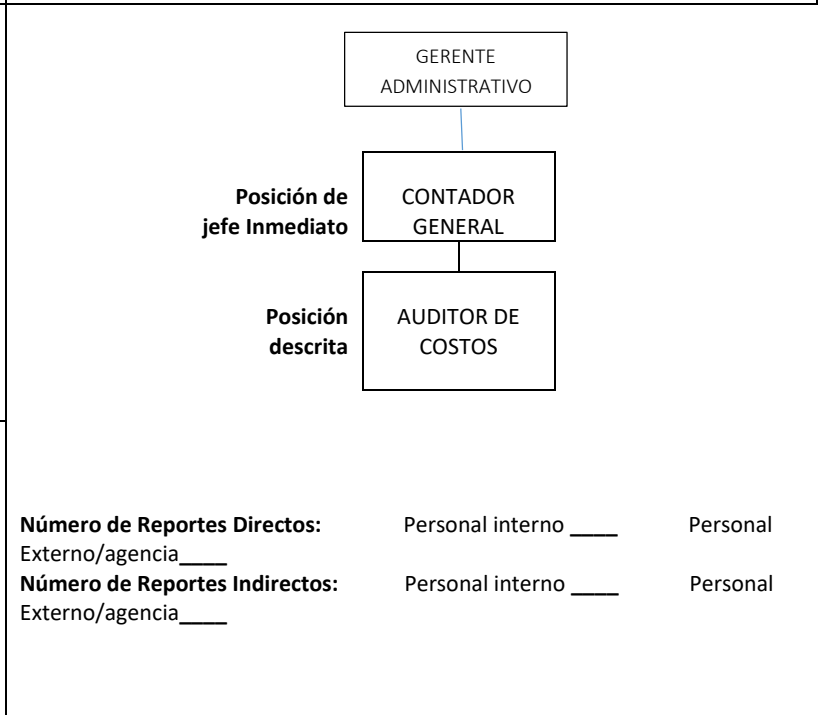 GERENTE
ADMINISTRATIVO
Posición de
jefe Inmediato
CONTADOR
GENERAL
Posición
descrita
AUDITOR DE
COSTOS
Número de Reportes Directos: Personal interno ____ Personal
Externo/agencia____
Número de Reportes Indirectos: Personal interno ____ Personal
Externo/agencia____